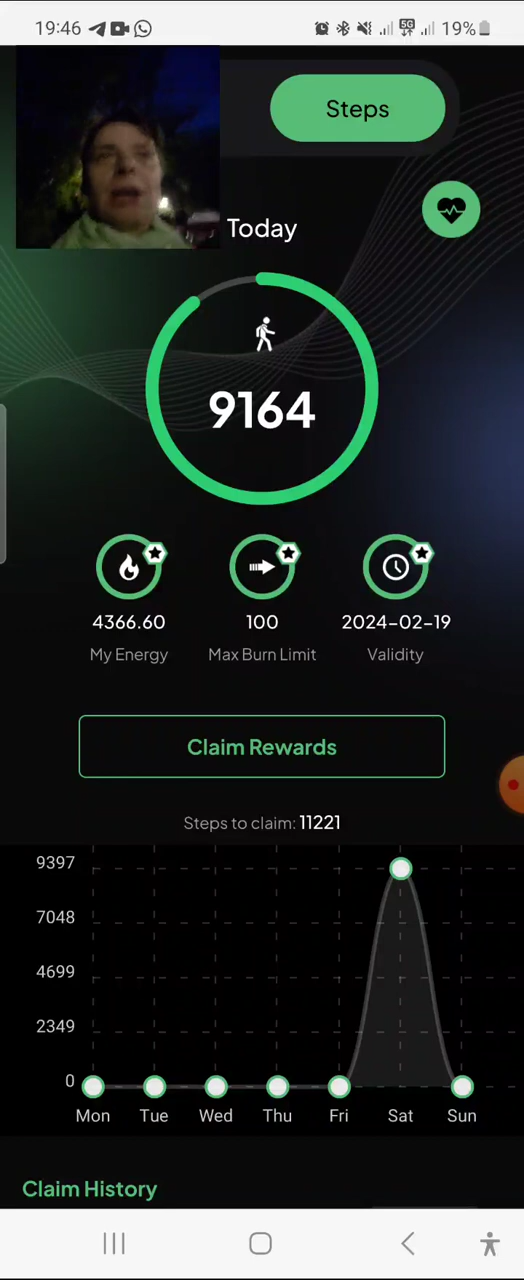 19:46 5G 19%
Steps
Today
9164
4366.60 100 2024-02-19
My Energy Max Burn Limit Validity
Claim Rewards
Steps to claim: 11221
9397
7048
4699
2349
0
Mon Tue Wed Thu Fri Sat Sun
Claim History